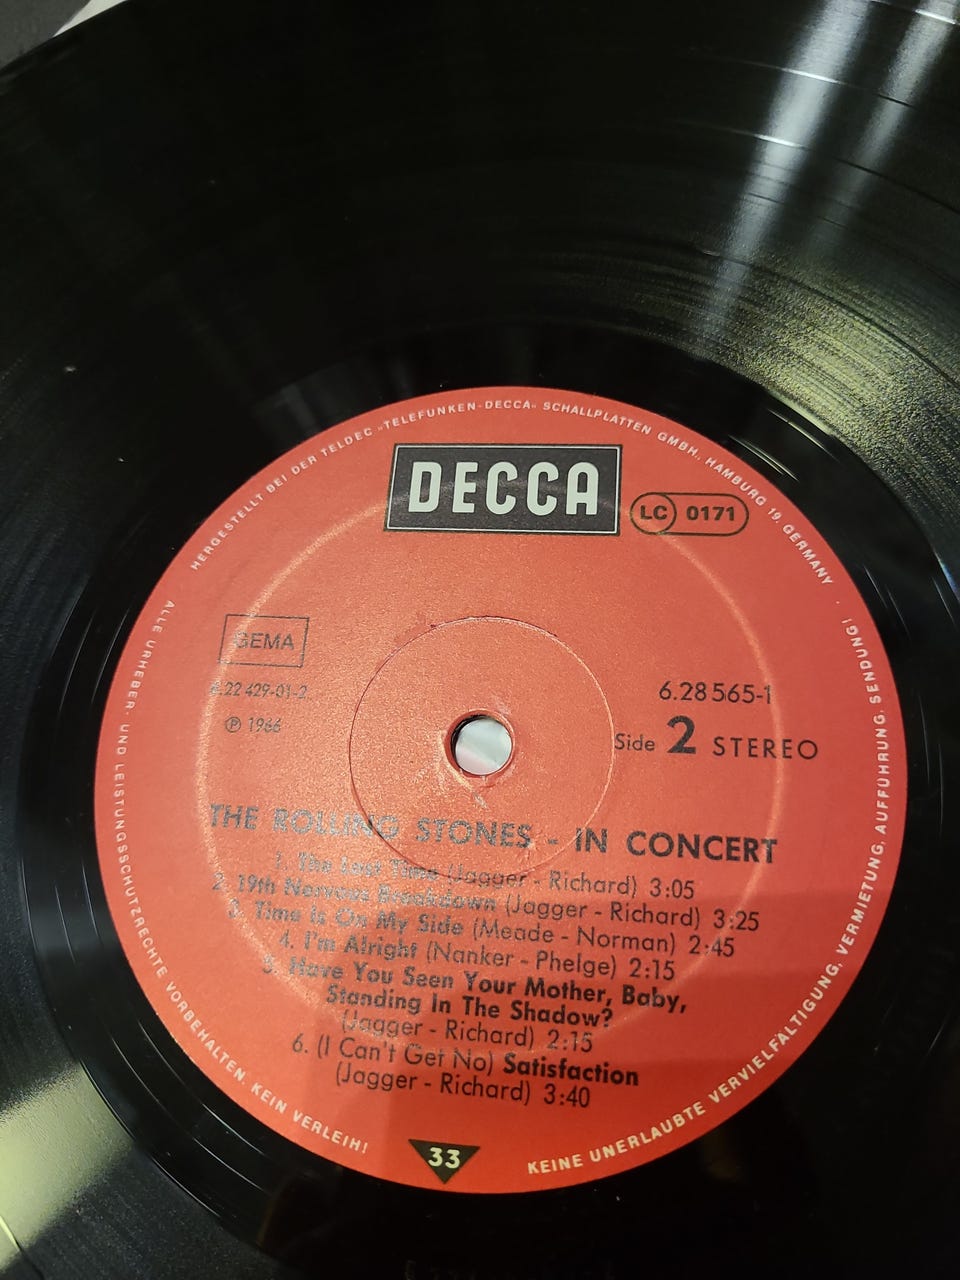 HERGESTELLT BEI DER TELDEC »TELEFUNKEN-DECCA« SCHALLPLATTEN GMBH., HAMBURG 19, GERMANY
DECCA
LC 0171
GEMA
6.22 429-01-2
℗ 1966
6.28565-1
Side 2 STEREO
THE ROLLING STONES - IN CONCERT
1. The Last Time (Jagger - Richard) 3:05
2. 19th Nervous Breakdown (Jagger - Richard) 3:25
3. Time Is On My Side (Meade - Norman) 2:45
4. I'm Alright (Nanker - Phelge) 2:15
5. Have You Seen Your Mother, Baby,
Standing In The Shadow?
(Jagger - Richard) 2:15
6. (I Can't Get No) Satisfaction
(Jagger - Richard) 3:40
33
ALLE URHEBER- UND LEISTUNGSSCHUTZRECHTE VORBEHALTEN. KEIN VERLEIH!
KEINE UNERLAUBTE VERVIELFÄLTIGUNG, VERMIETUNG, AUFFÜHRUNG, SENDUNG!